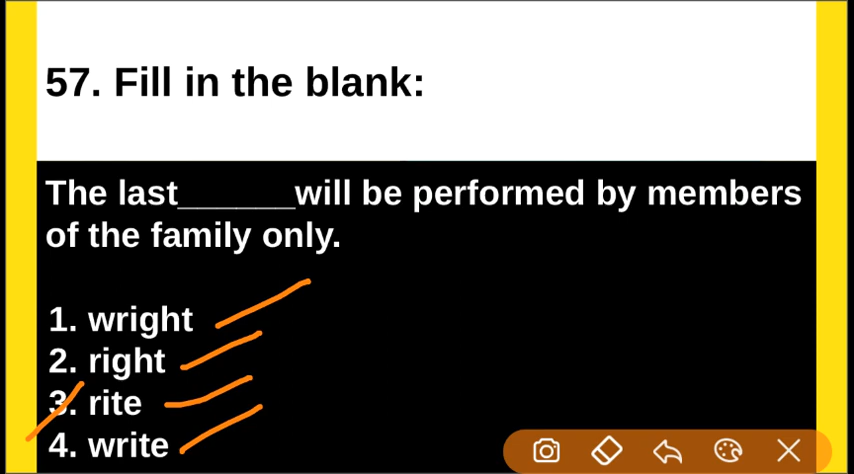 57. Fill in the blank:
The last______will be performed by members
of the family only.
1. wright
2. right
3. rite
4. write